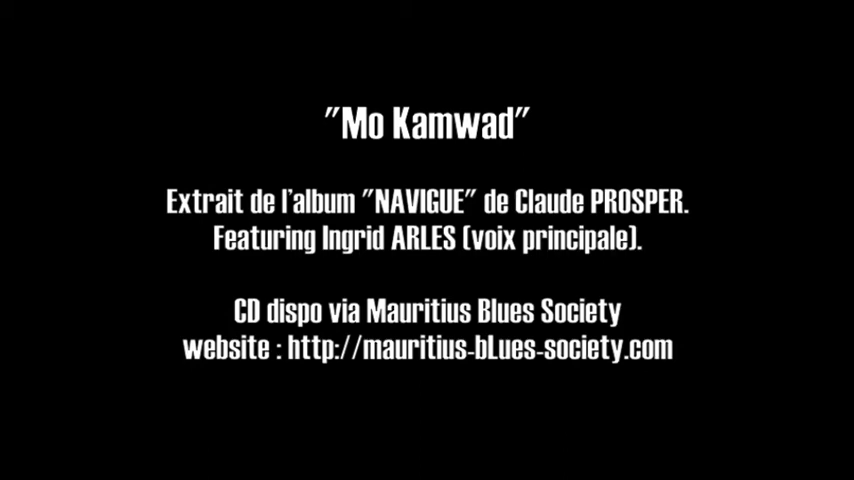 "Mo Kamwad"
Extrait de l'album "NAVIGUE" de Claude PROSPER.
Featuring Ingrid ARLES (voix principale).
CD dispo via Mauritius Blues Society
website : http://mauritius-bLues-society.com